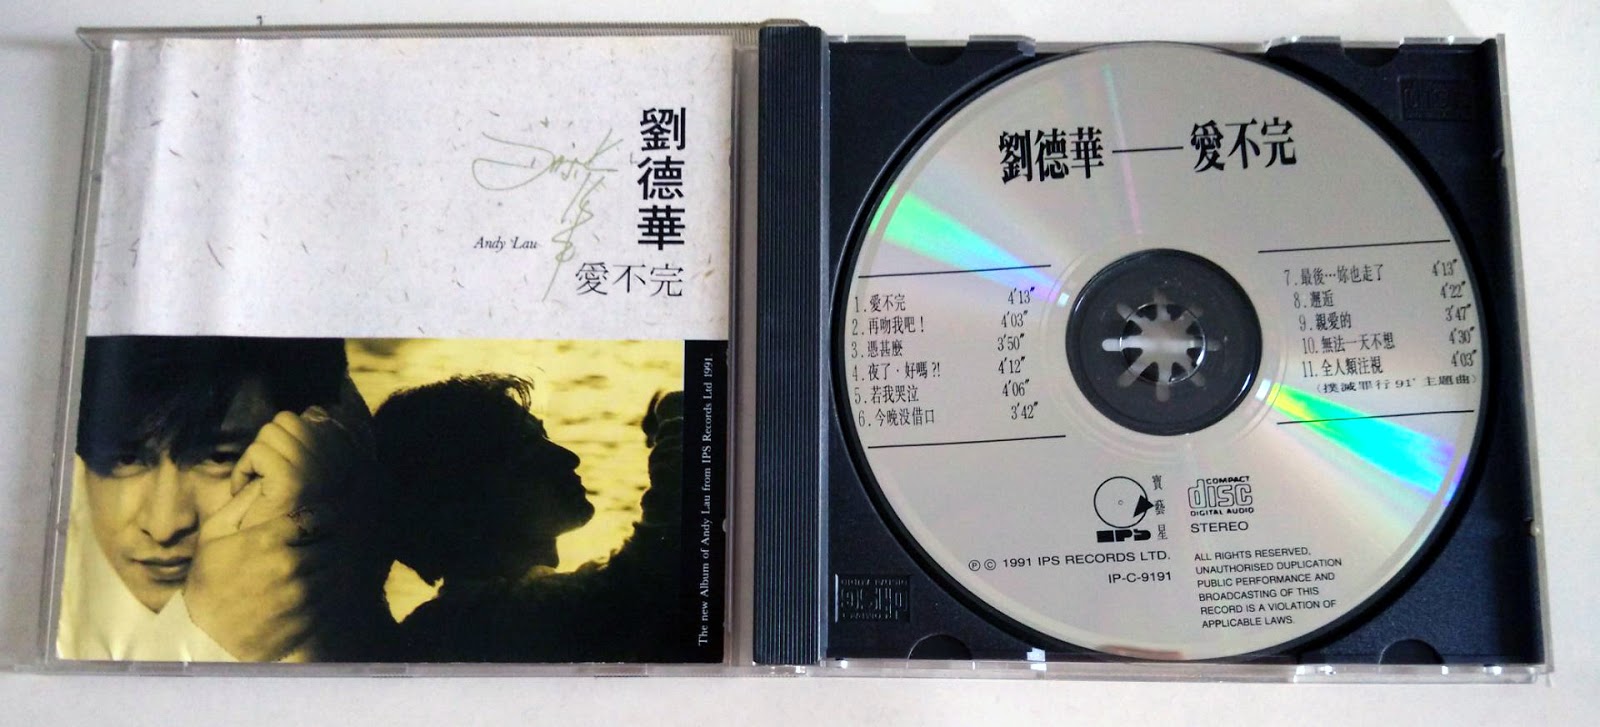 劉德華
Andy Lau
愛不完
The new Album of Andy Lau from IPS Records Ltd 1991.
劉德華——愛不完
1.愛不完 4'13"
2.再吻我吧！ 4'03"
3.憑甚麼 3'50"
4.夜了·好嗎?! 4'12"
5.若我哭泣 4'06"
6.今晚没借口 3'42"
7.最後…妳也走了 4'13"
8.邂逅 4'22"
9.親愛的 3'47"
10.無法一天不想 4'30"
11.全人類注視 4'03"
（撲滅罪行91'主題曲）
寶藝星
IPS
COMPACT
disc
DIGITAL AUDIO
STEREO
Ⓟ © 1991 IPS RECORDS LTD.
IP-C-9191
ALL RIGHTS RESERVED,
UNAUTHORISED DUPLICATION
PUBLIC PERFORMANCE AND
BROADCASTING OF THIS
RECORD IS A VIOLATION OF
APPLICABLE LAWS.